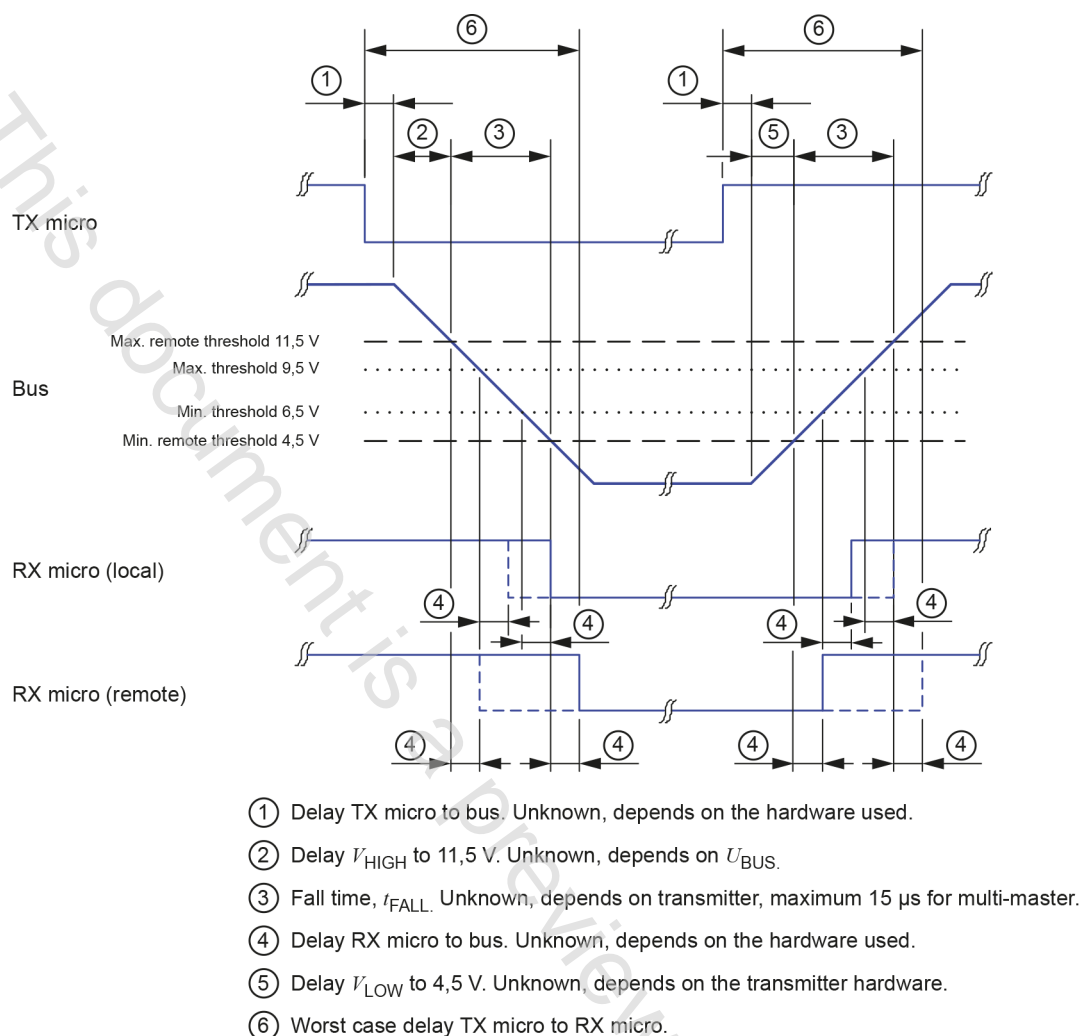 ⑥ ⑥
① ①
② ③ ⑤ ③
TX micro
Max. remote threshold 11,5 V
Max. threshold 9,5 V
Bus
Min. threshold 6,5 V
Min. remote threshold 4,5 V
RX micro (local)
④ ④
④ ④
RX micro (remote)
④ ④ ④ ④
① Delay TX micro to bus. Unknown, depends on the hardware used.
② Delay VHIGH to 11,5 V. Unknown, depends on UBUS.
③ Fall time, tFALL. Unknown, depends on transmitter, maximum 15 µs for multi-master.
④ Delay RX micro to bus. Unknown, depends on the hardware used.
⑤ Delay VLOW to 4,5 V. Unknown, depends on the transmitter hardware.
⑥ Worst case delay TX micro to RX micro.
This document is a preview